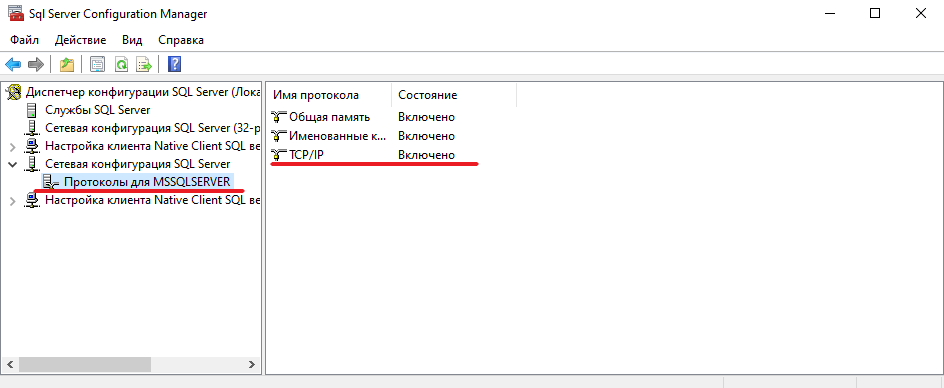 Sql Server Configuration Manager
Файл Действие Вид Справка
Диспетчер конфигурации SQL Server (Лока
Службы SQL Server
Сетевая конфигурация SQL Server (32-р
Настройка клиента Native Client SQL ве
Сетевая конфигурация SQL Server
Протоколы для MSSQLSERVER
Настройка клиента Native Client SQL ве
Имя протокола Состояние
Общая память Включено
Именованные к... Включено
TCP/IP Включено